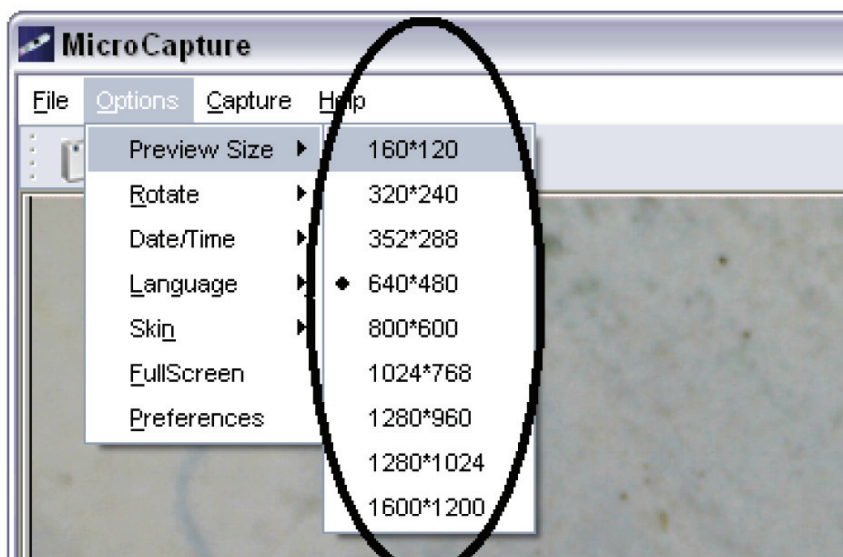 MicroCapture
File Options Capture Help
Preview Size 160*120
Rotate 320*240
Date/Time 352*288
Language 640*480
Skin 800*600
FullScreen 1024*768
Preferences 1280*960
1280*1024
1600*1200